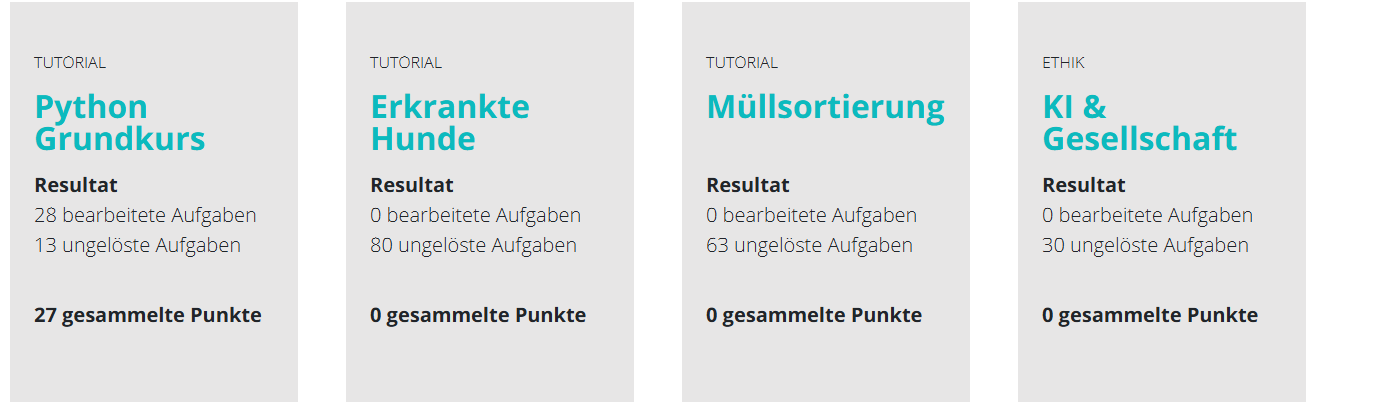 TUTORIAL
Python
Grundkurs
Resultat
28 bearbeitete Aufgaben
13 ungelöste Aufgaben
27 gesammelte Punkte
TUTORIAL
Erkrankte
Hunde
Resultat
0 bearbeitete Aufgaben
80 ungelöste Aufgaben
0 gesammelte Punkte
TUTORIAL
Müllsortierung
Resultat
0 bearbeitete Aufgaben
63 ungelöste Aufgaben
0 gesammelte Punkte
ETHIK
KI &
Gesellschaft
Resultat
0 bearbeitete Aufgaben
30 ungelöste Aufgaben
0 gesammelte Punkte